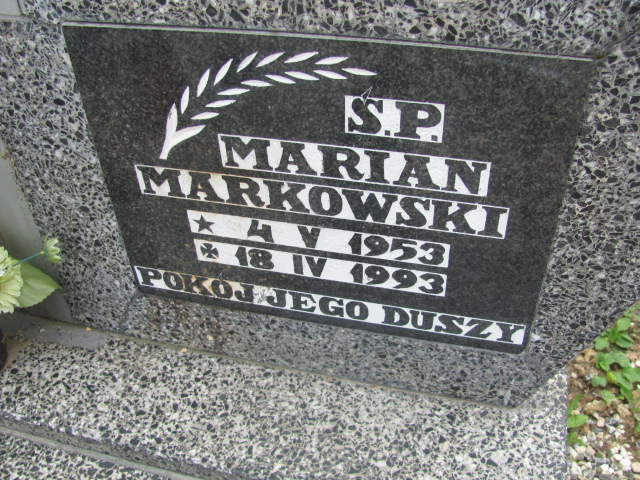 Ś.P.
MARIAN
MARKOWSKI
★ 4 V 1953
✠ 18 IV 1993
POKÓJ JEGO DUSZY